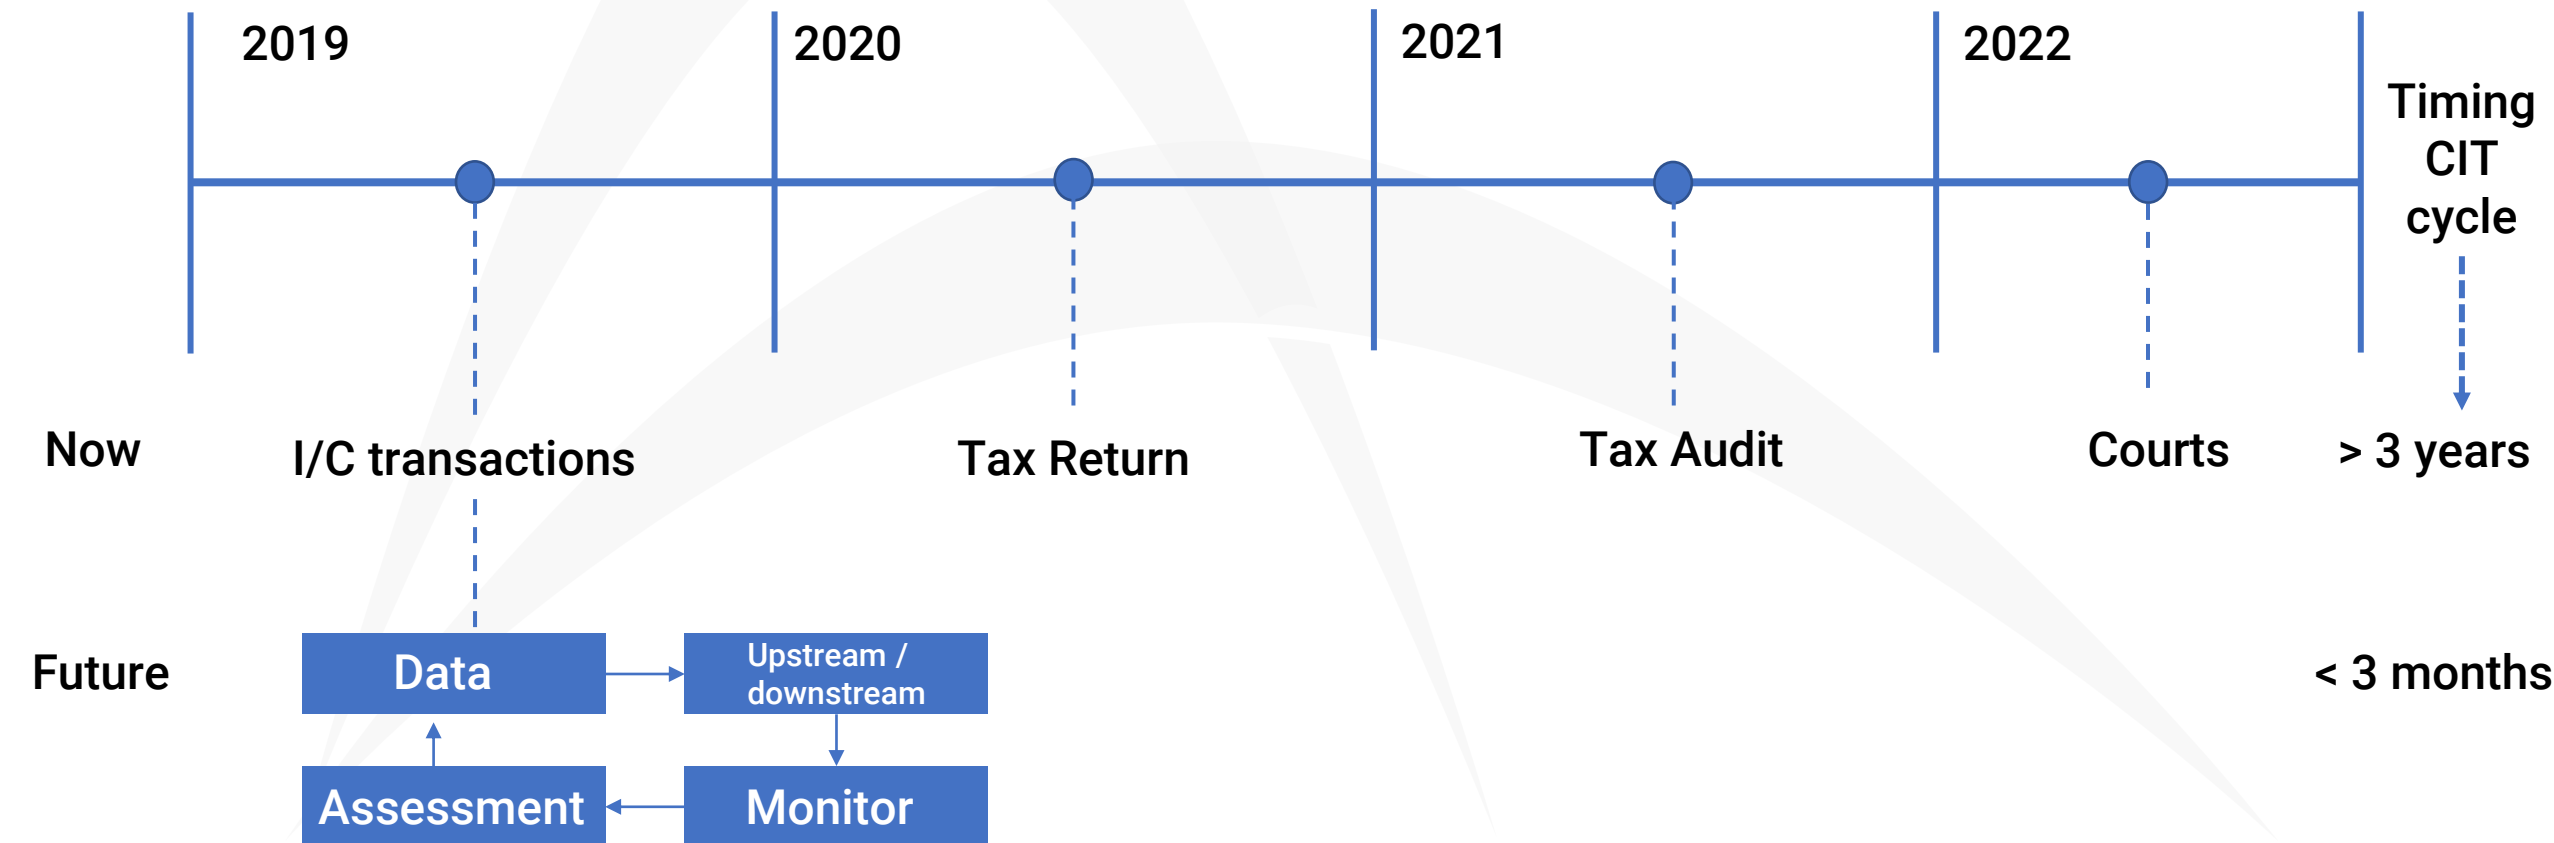 2019
2020
2021
2022
Timing
CIT
cycle
Now
I/C transactions
Tax Return
Tax Audit
Courts
> 3 years
Future
Data
Upstream /
downstream
< 3 months
Assessment
Monitor